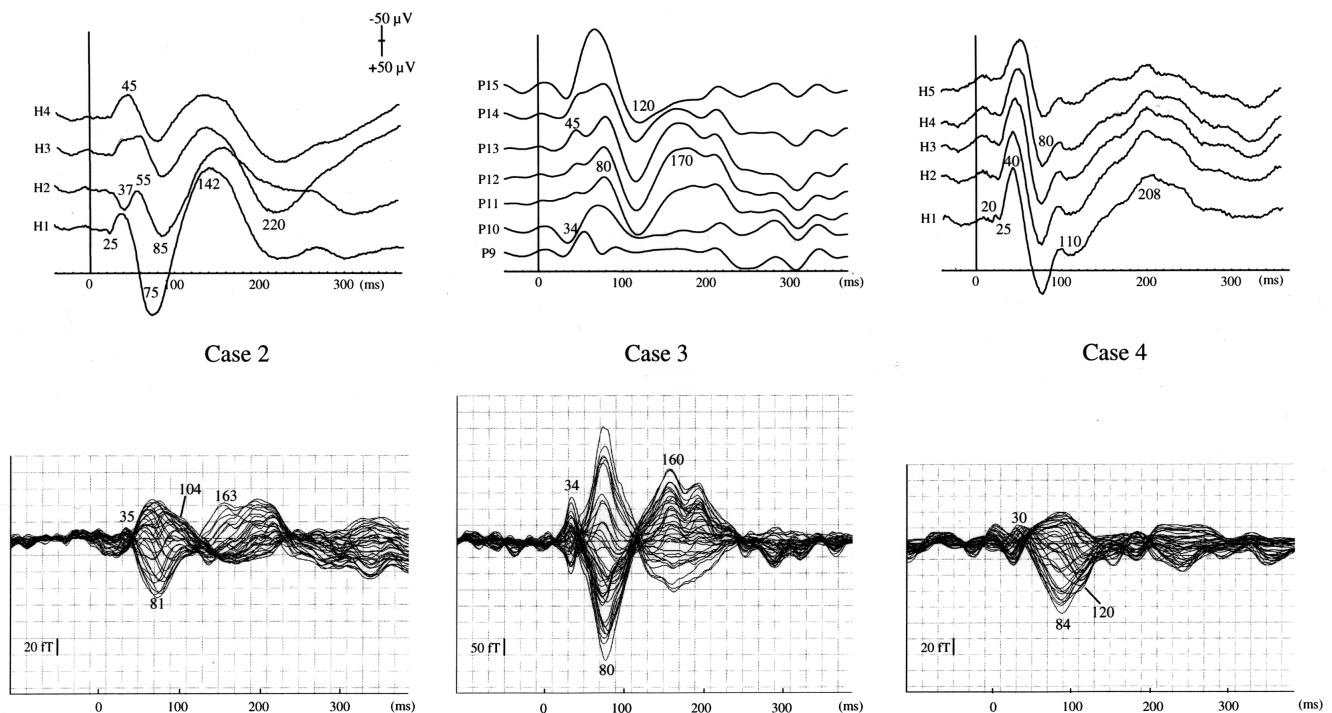 -50 µV
+50 µV
H4
H3
H2
H1
45
37
55
25
85
75
142
220
0
100
200
300
(ms)
P15
P14
P13
P12
P11
P10
P9
120
45
80
170
34
0
100
200
300
(ms)
H5
H4
H3
H2
H1
80
40
20
25
110
208
0
100
200
300
(ms)
Case 2
Case 3
Case 4
35
104
163
81
20 fT
0
100
200
300
(ms)
34
160
80
50 fT
0
100
200
300
(ms)
30
120
84
20 fT
0
100
200
300
(ms)